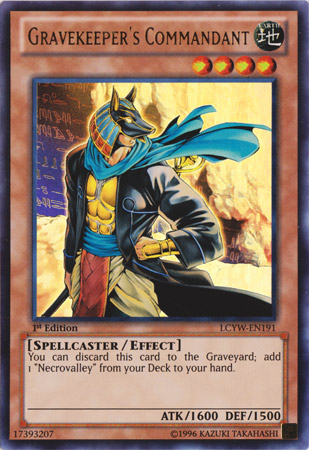 GRAVEKEEPER'S COMMANDANT
EARTH
地
1st Edition
LCYW-EN191
[SPELLCASTER / EFFECT]
You can discard this card to the Graveyard; add
1 "Necrovalley" from your Deck to your hand.
ATK/1600 DEF/1500
17393207
©1996 KAZUKI TAKAHASHI